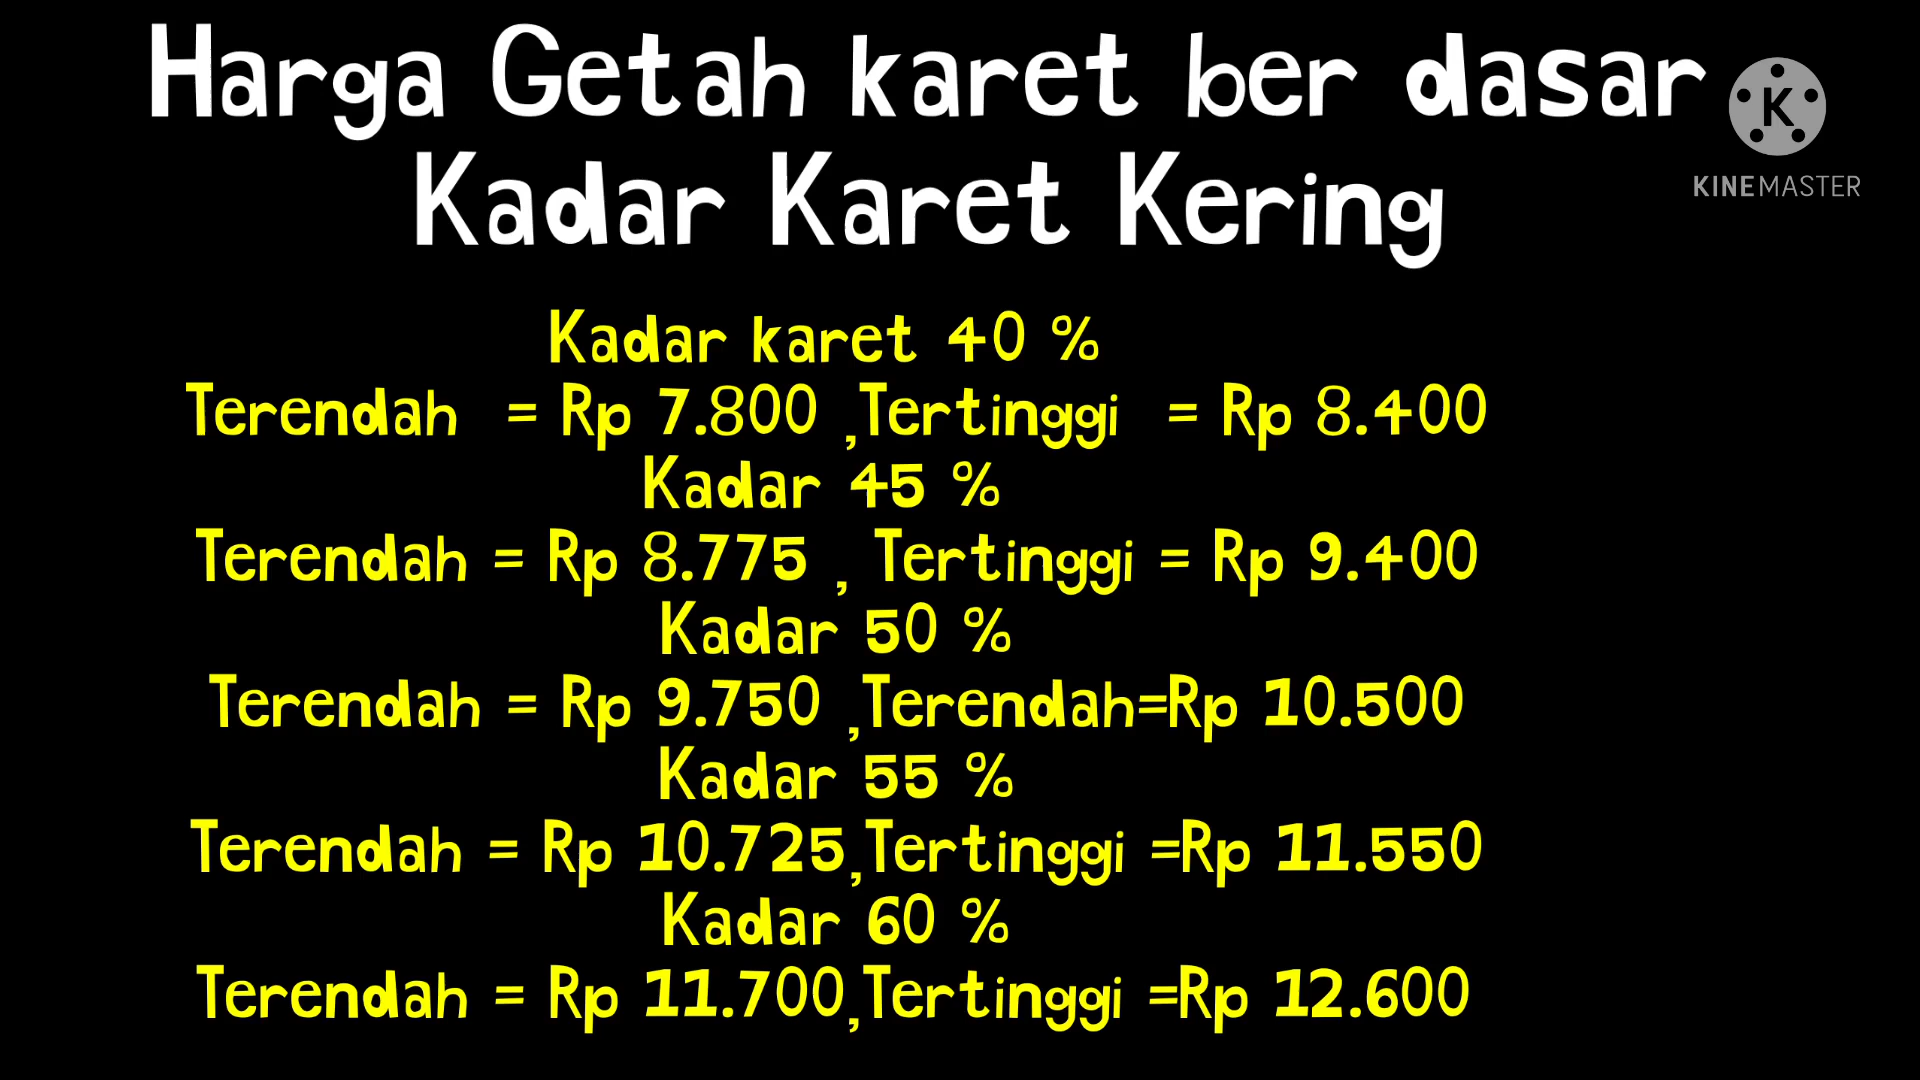 Harga Getah karet ber dasar
Kadar Karet Kering
KINEMASTER
Kadar karet 40 %
Terendah = Rp 7.800 ,Tertinggi = Rp 8.400
Kadar 45 %
Terendah = Rp 8.775 , Tertinggi = Rp 9.400
Kadar 50 %
Terendah = Rp 9.750 ,Terendah=Rp 10.500
Kadar 55 %
Terendah = Rp 10.725,Tertinggi =Rp 11.550
Kadar 60 %
Terendah = Rp 11.700,Tertinggi =Rp 12.600